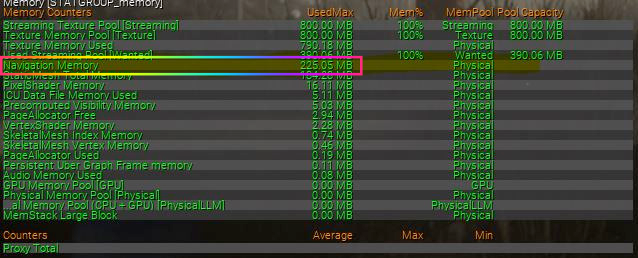 Memory [STATGROUP_memory]
Memory Counters UsedMax Mem% MemPool Pool Capacity
Streaming Texture Pool [Streaming] 800.00 MB 100% Streaming 800.00 MB
Texture Memory Pool [Texture] 800.00 MB 100% Texture 800.00 MB
Texture Memory Used 790.18 MB Physical
Used Streaming Pool [Wanted] 390.06 MB 100% Wanted 390.06 MB
Navigation Memory 225.05 MB Physical
StaticMesh Total Memory 184.28 MB Physical
PixelShader Memory 16.11 MB Physical
ICU Data File Memory Used 5.11 MB Physical
Precomputed Visibility Memory 5.03 MB Physical
PageAllocator Free 2.94 MB Physical
VertexShader Memory 2.28 MB Physical
SkeletalMesh Index Memory 0.74 MB Physical
SkeletalMesh Vertex Memory 0.46 MB Physical
PageAllocator Used 0.19 MB Physical
Persistent Uber Graph Frame memory 0.11 MB Physical
Audio Memory Used 0.08 MB Physical
GPU Memory Pool [GPU] 0.00 MB GPU
Physical Memory Pool [Physical] 0.00 MB Physical
...al Memory Pool (CPU + GPU) [PhysicalLLM] 0.00 MB PhysicalLLM
MemStack Large Block 0.00 MB Physical
Counters Average Max Min
Proxy Total